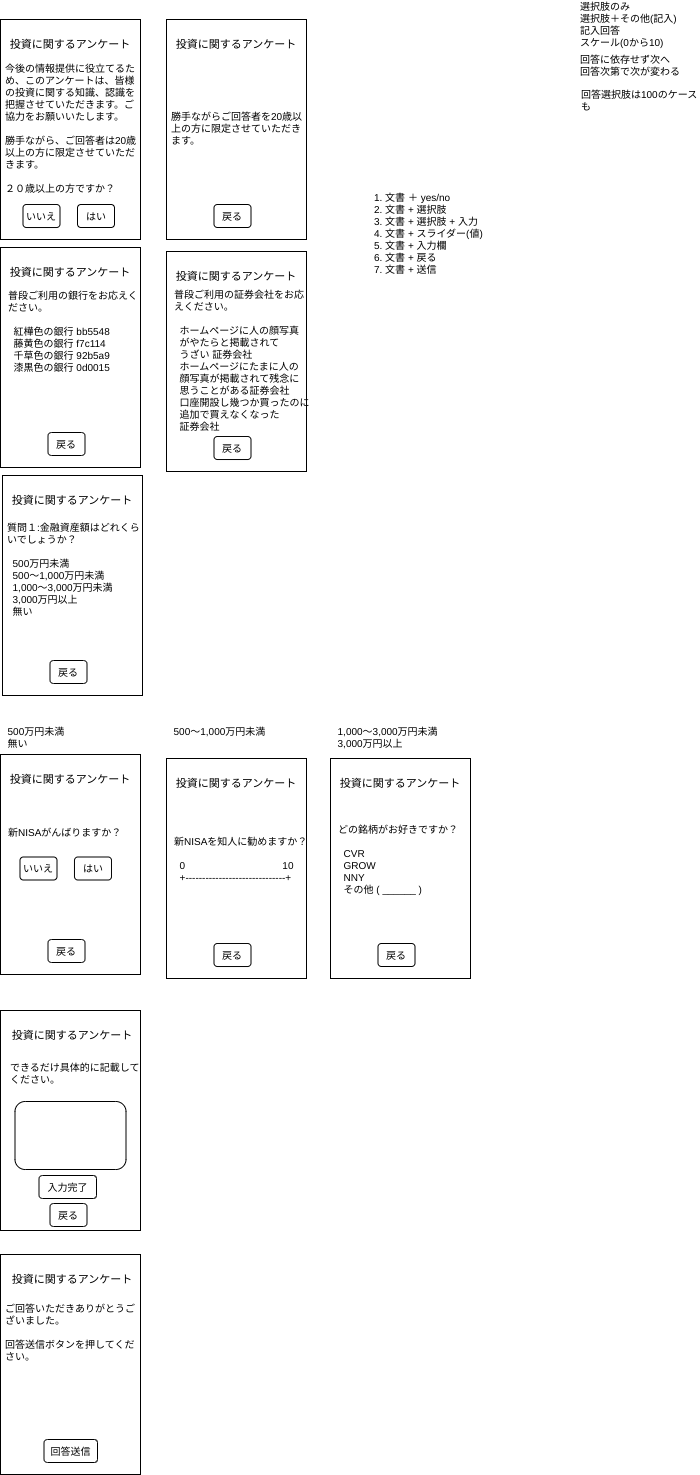 選択肢のみ
選択肢＋その他(記入)
記入回答
スケール(0から10)
回答に依存せず次へ
回答次第で次が変わる
回答選択肢は100のケース
も
投資に関するアンケート
今後の情報提供に役立てるた
め、このアンケートは、皆様
の投資に関する知識、認識を
把握させていただきます。ご
協力をお願いいたします。
勝手ながら、ご回答者は20歳
以上の方に限定させていただ
きます。
２０歳以上の方ですか？
いいえ
はい
投資に関するアンケート
勝手ながらご回答者を20歳以
上の方に限定させていただき
ます。
戻る
1. 文書 ＋ yes/no
2. 文書 + 選択肢
3. 文書 + 選択肢 + 入力
4. 文書 + スライダー(値)
5. 文書 + 入力欄
6. 文書 + 戻る
7. 文書 + 送信
投資に関するアンケート
普段ご利用の銀行をお応えく
ださい。
紅樺色の銀行 bb5548
藤黄色の銀行 f7c114
千草色の銀行 92b5a9
漆黒色の銀行 0d0015
戻る
投資に関するアンケート
普段ご利用の証券会社をお応
えください。
ホームページに人の顔写真
がやたらと掲載されて
うざい 証券会社
ホームページにたまに人の
顔写真が掲載されて残念に
思うことがある証券会社
口座開設し幾つか買ったのに
追加で買えなくなった
証券会社
戻る
投資に関するアンケート
質問１:金融資産額はどれくら
いでしょうか？
500万円未満
500〜1,000万円未満
1,000〜3,000万円未満
3,000万円以上
無い
戻る
500万円未満
無い
投資に関するアンケート
新NISAがんばりますか？
いいえ
はい
戻る
500〜1,000万円未満
投資に関するアンケート
新NISAを知人に勧めますか?
0 10
+------------------------------+
戻る
1,000〜3,000万円未満
3,000万円以上
投資に関するアンケート
どの銘柄がお好きですか？
CVR
GROW
NNY
その他 ( ______ )
戻る
投資に関するアンケート
できるだけ具体的に記載して
ください。
入力完了
戻る
投資に関するアンケート
ご回答いただきありがとうご
ざいました。
回答送信ボタンを押してくだ
さい。
回答送信